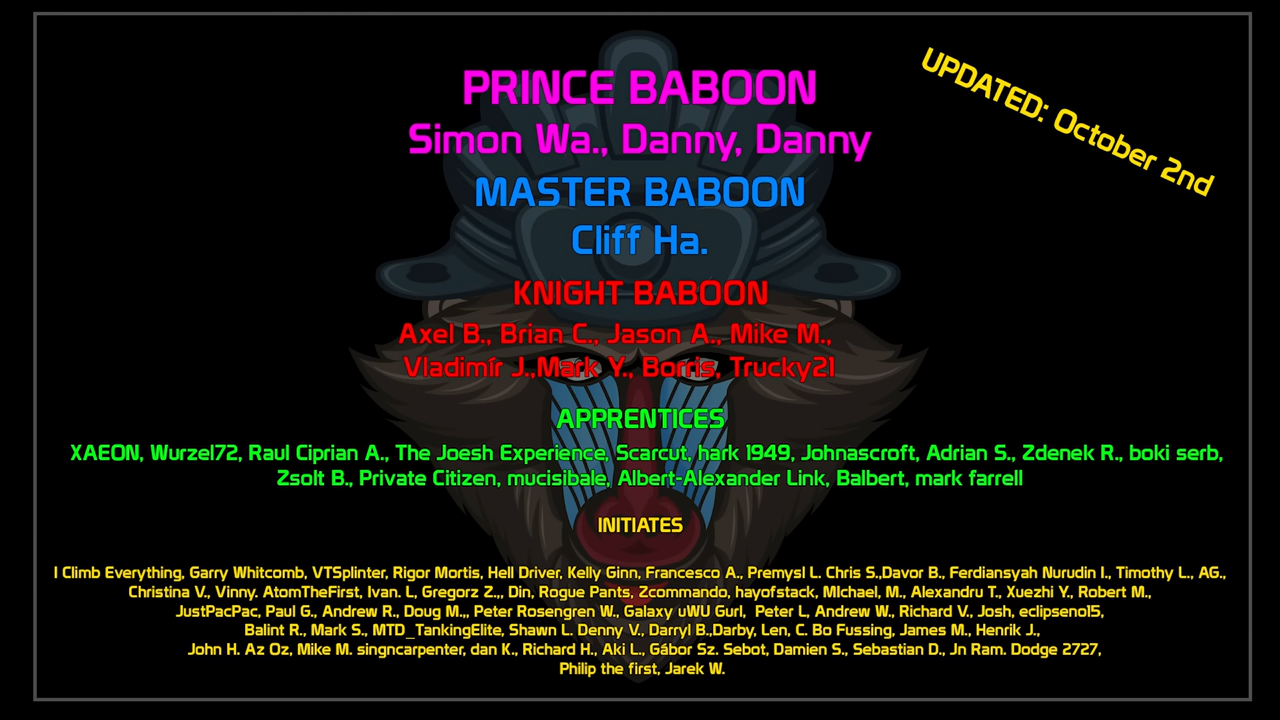 PRINCE BABOON
UPDATED: October 2nd
Simon Wa., Danny, Danny
MASTER BABOON
Cliff Ha.
KNIGHT BABOON
Axel B., Brian C., Jason A., Mike M.,
Vladimír J.,Mark Y., Borris, Trucky21
APPRENTICES
XAEON, Wurzel72, Raul Ciprian A., The Joesh Experience, Scarcut, hark 1949, Johnascroft, Adrian S., Zdenek R., boki serb,
Zsolt B., Private Citizen, mucisibale, Albert-Alexander Link, Balbert, mark farrell
INITIATES
I Climb Everything, Garry Whitcomb, VTSplinter, Rigor Mortis, Hell Driver, Kelly Ginn, Francesco A., Premysl L. Chris S.,Davor B., Ferdiansyah Nurudin I., Timothy L., AG.,
Christina V., Vinny. AtomTheFirst, Ivan. L, Gregorz Z.,, Din, Rogue Pants, Zcommando, hayofstack, MIchael, M., Alexandru T., Xuezhi Y., Robert M.,
JustPacPac, Paul G., Andrew R., Doug M.,, Peter Rosengren W., Galaxy uWU Gurl, Peter L, Andrew W., Richard V., Josh, eclipseno15,
Balint R., Mark S., MTD_TankingElite, Shawn L. Denny V., Darryl B.,Darby, Len, C. Bo Fussing, James M., Henrik J.,
John H. Az Oz, Mike M. singncarpenter, dan K., Richard H., Aki L., Gábor Sz. Sebot, Damien S., Sebastian D., Jn Ram. Dodge 2727,
Philip the first, Jarek W.